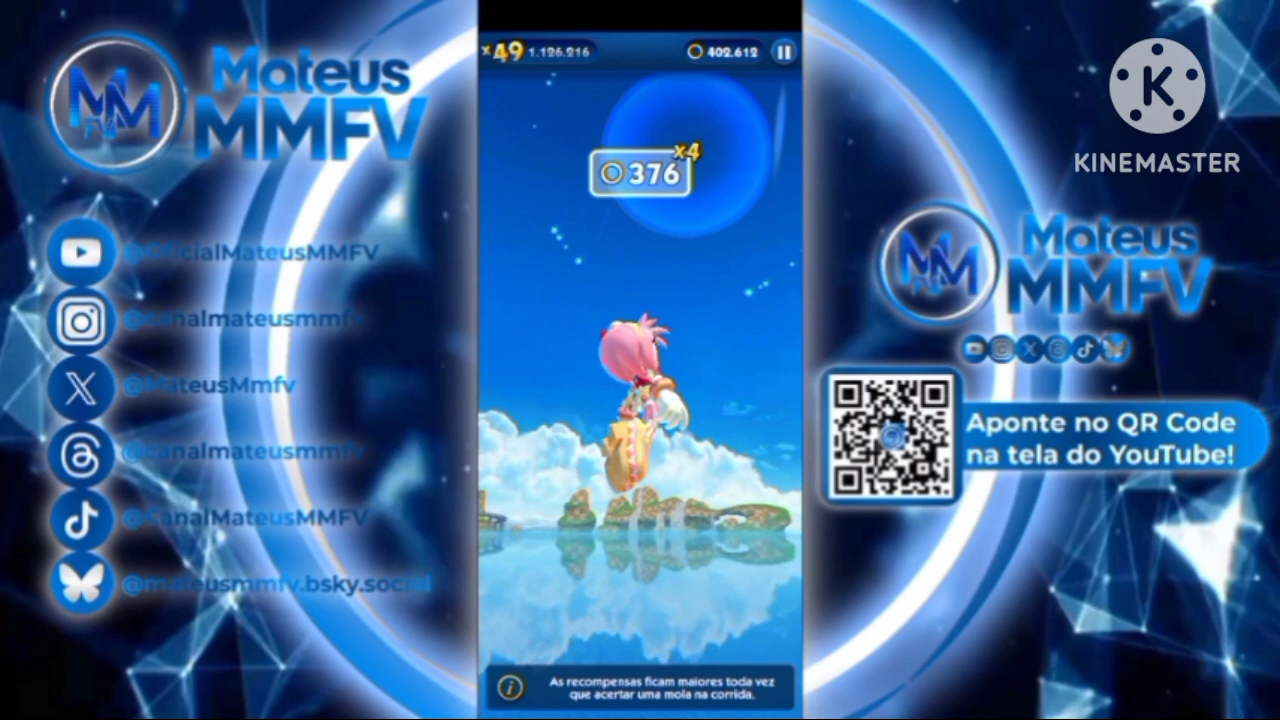 Mateus
MMFV
@OficialMateusMMFV
@canalmateusmmfv
@MateusMmfv
@canalmateusmmfv
@CanalMateusMMFV
@mateusmmfv.bsky.social
x49 1.126.216
402.612
x4
376
As recompensas ficam maiores toda vez
que acertar uma mola na corrida.
KINEMASTER
Mateus
MMFV
Aponte no QR Code
na tela do YouTube!